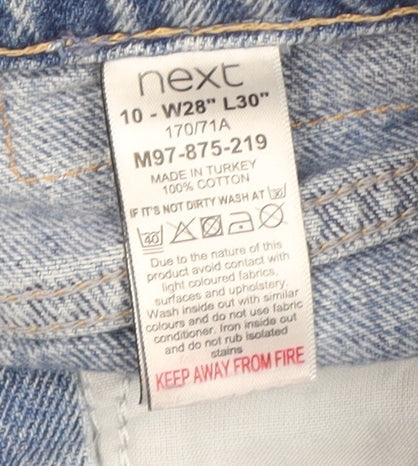 next
10 - W28" L30"
170/71A
M97-875-219
MADE IN TURKEY
100% COTTON
IF IT'S NOT DIRTY WASH AT
40
Due to the nature of this
product avoid contact with
light coloured fabrics,
surfaces and upholstery.
Wash inside out with similar
colours and do not use fabric
conditioner. Iron inside out
and do not rub isolated
stains
KEEP AWAY FROM FIRE